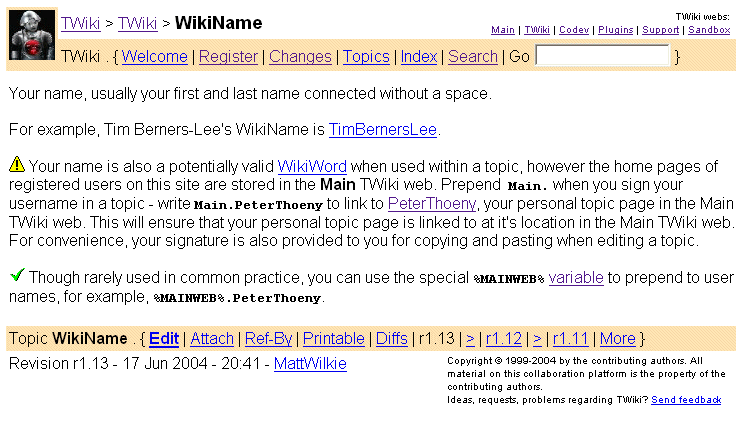 TWiki > TWiki > WikiName
TWiki webs:
Main | TWiki | Codev | Plugins | Support | Sandbox
TWiki . { Welcome | Register | Changes | Topics | Index | Search | Go }
Your name, usually your first and last name connected without a space.
For example, Tim Berners-Lee's WikiName is TimBernersLee.
Your name is also a potentially valid WikiWord when used within a topic, however the home pages of
registered users on this site are stored in the Main TWiki web. Prepend Main. when you sign your
username in a topic - write Main.PeterThoeny to link to PeterThoeny, your personal topic page in the Main
TWiki web. This will ensure that your personal topic page is linked to at it's location in the Main TWiki web.
For convenience, your signature is also provided to you for copying and pasting when editing a topic.
Though rarely used in common practice, you can use the special %MAINWEB% variable to prepend to user
names, for example, %MAINWEB%.PeterThoeny.
Topic WikiName . { Edit | Attach | Ref-By | Printable | Diffs | r1.13 | > | r1.12 | > | r1.11 | More }
Revision r1.13 - 17 Jun 2004 - 20:41 - MattWilkie
Copyright © 1999-2004 by the contributing authors. All
material on this collaboration platform is the property of the
contributing authors.
Ideas, requests, problems regarding TWiki? Send feedback